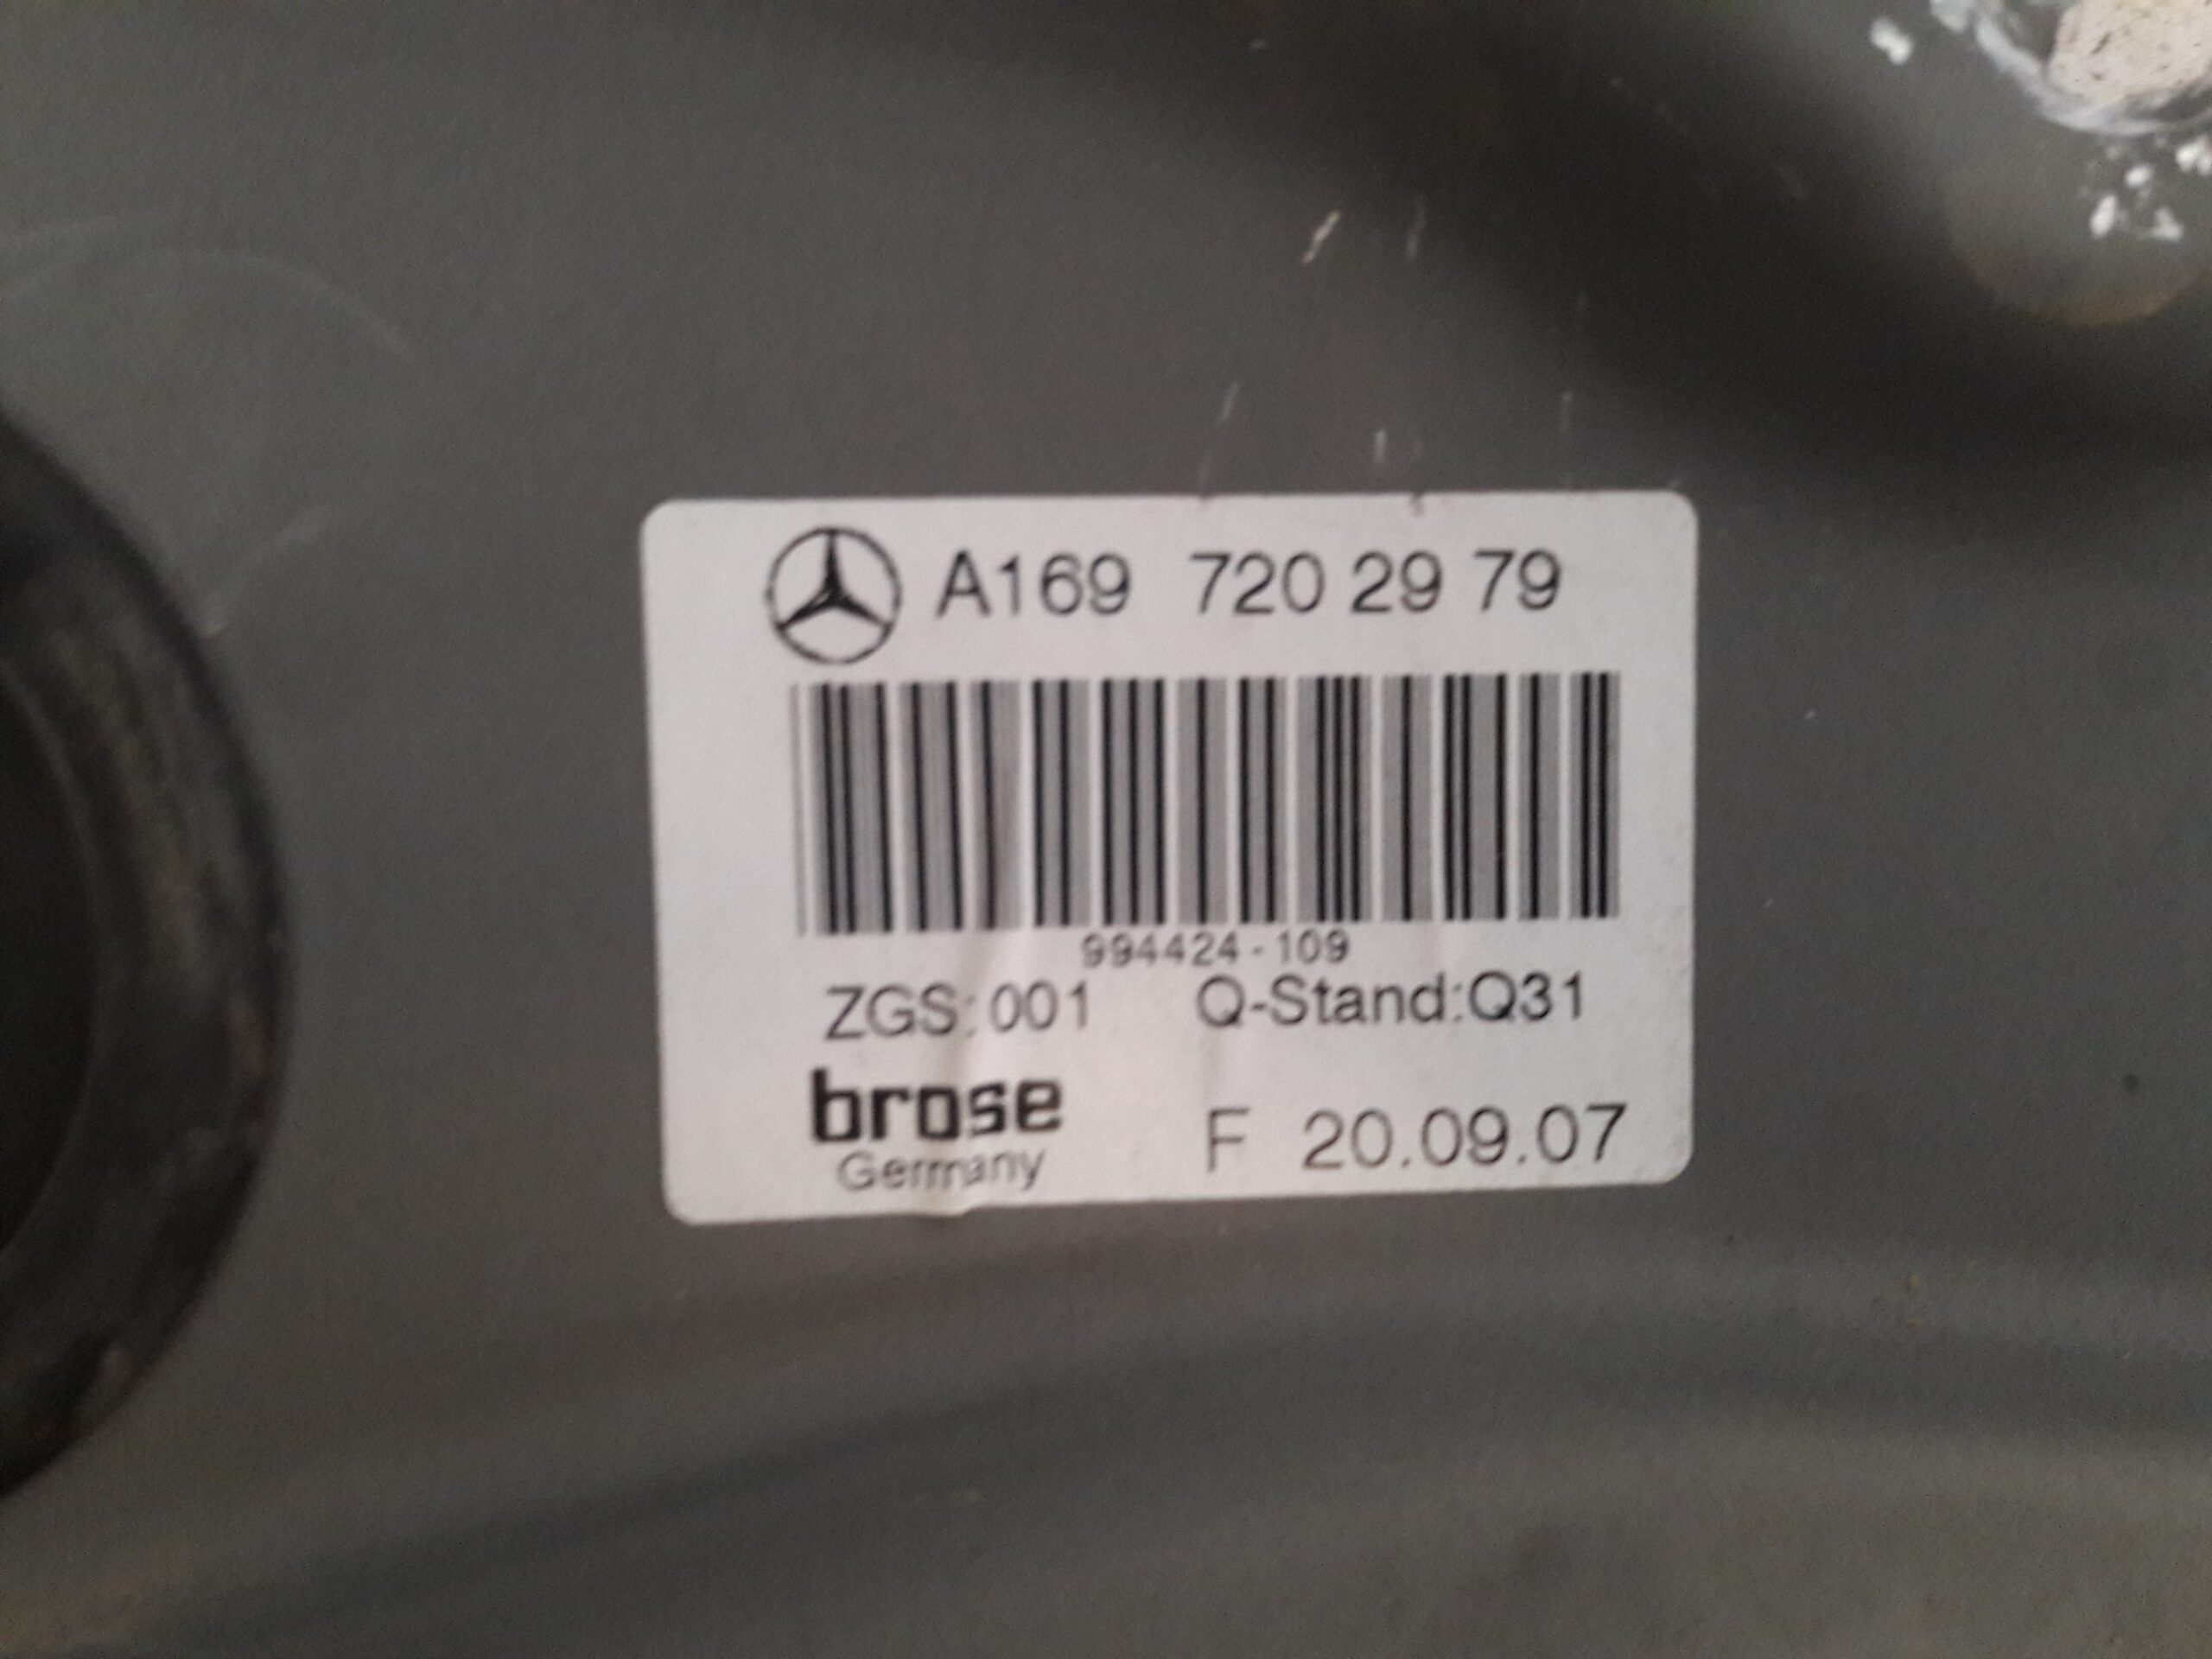 A169 720 29 79
994424-109
ZGS:001 Q-Stand:Q31
brose
Germany
F 20.09.07